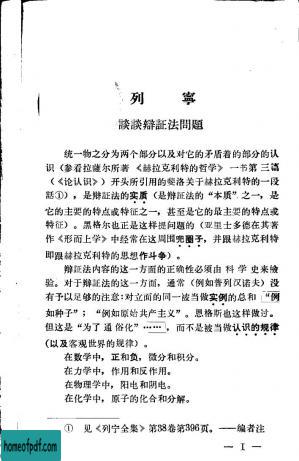 列　寧
談談辯証法問題
統一物之分为两个部分以及对它的矛盾着的部分的认
识（参看拉薩尔所著《赫拉克利特的哲学》一书第三篇
（《论认识》）开头所引用的斐洛关于赫拉克利特的一段
話①），是辯証法的实质（是辯証法的“本质”之一，是
它的主要的特点或特征之一，甚至是它的最主要的特点或
特征）。黑格尔也正是这样提問題的（亚里士多德在其著
作《形而上学》中經常在这周围兜圈子，并跟赫拉克利特
即跟赫拉克利特的思想作斗争）。
辯証法內容的这一方面的正确性必須由科学史来檢
驗。对于辯証法的这一方面，通常（例如普列汉诺夫）沒
有予以足够的注意：对立面的同一被当做实例的总和〔“例
如种子”；“例如原始共产主义”。恩格斯也这样做过。
但这是“为了通俗化”……〕，而不是被当做认识的规律
（以及客观世界的规律）。
在数学中，正和负，微分和积分。
在力学中，作用和反作用。
在物理学中，阳电和阴电。
在化学中，原子的化合和分解。
① 见《列宁全集》第38卷第396页。——编者注
— 1 —
homeofpdf.com